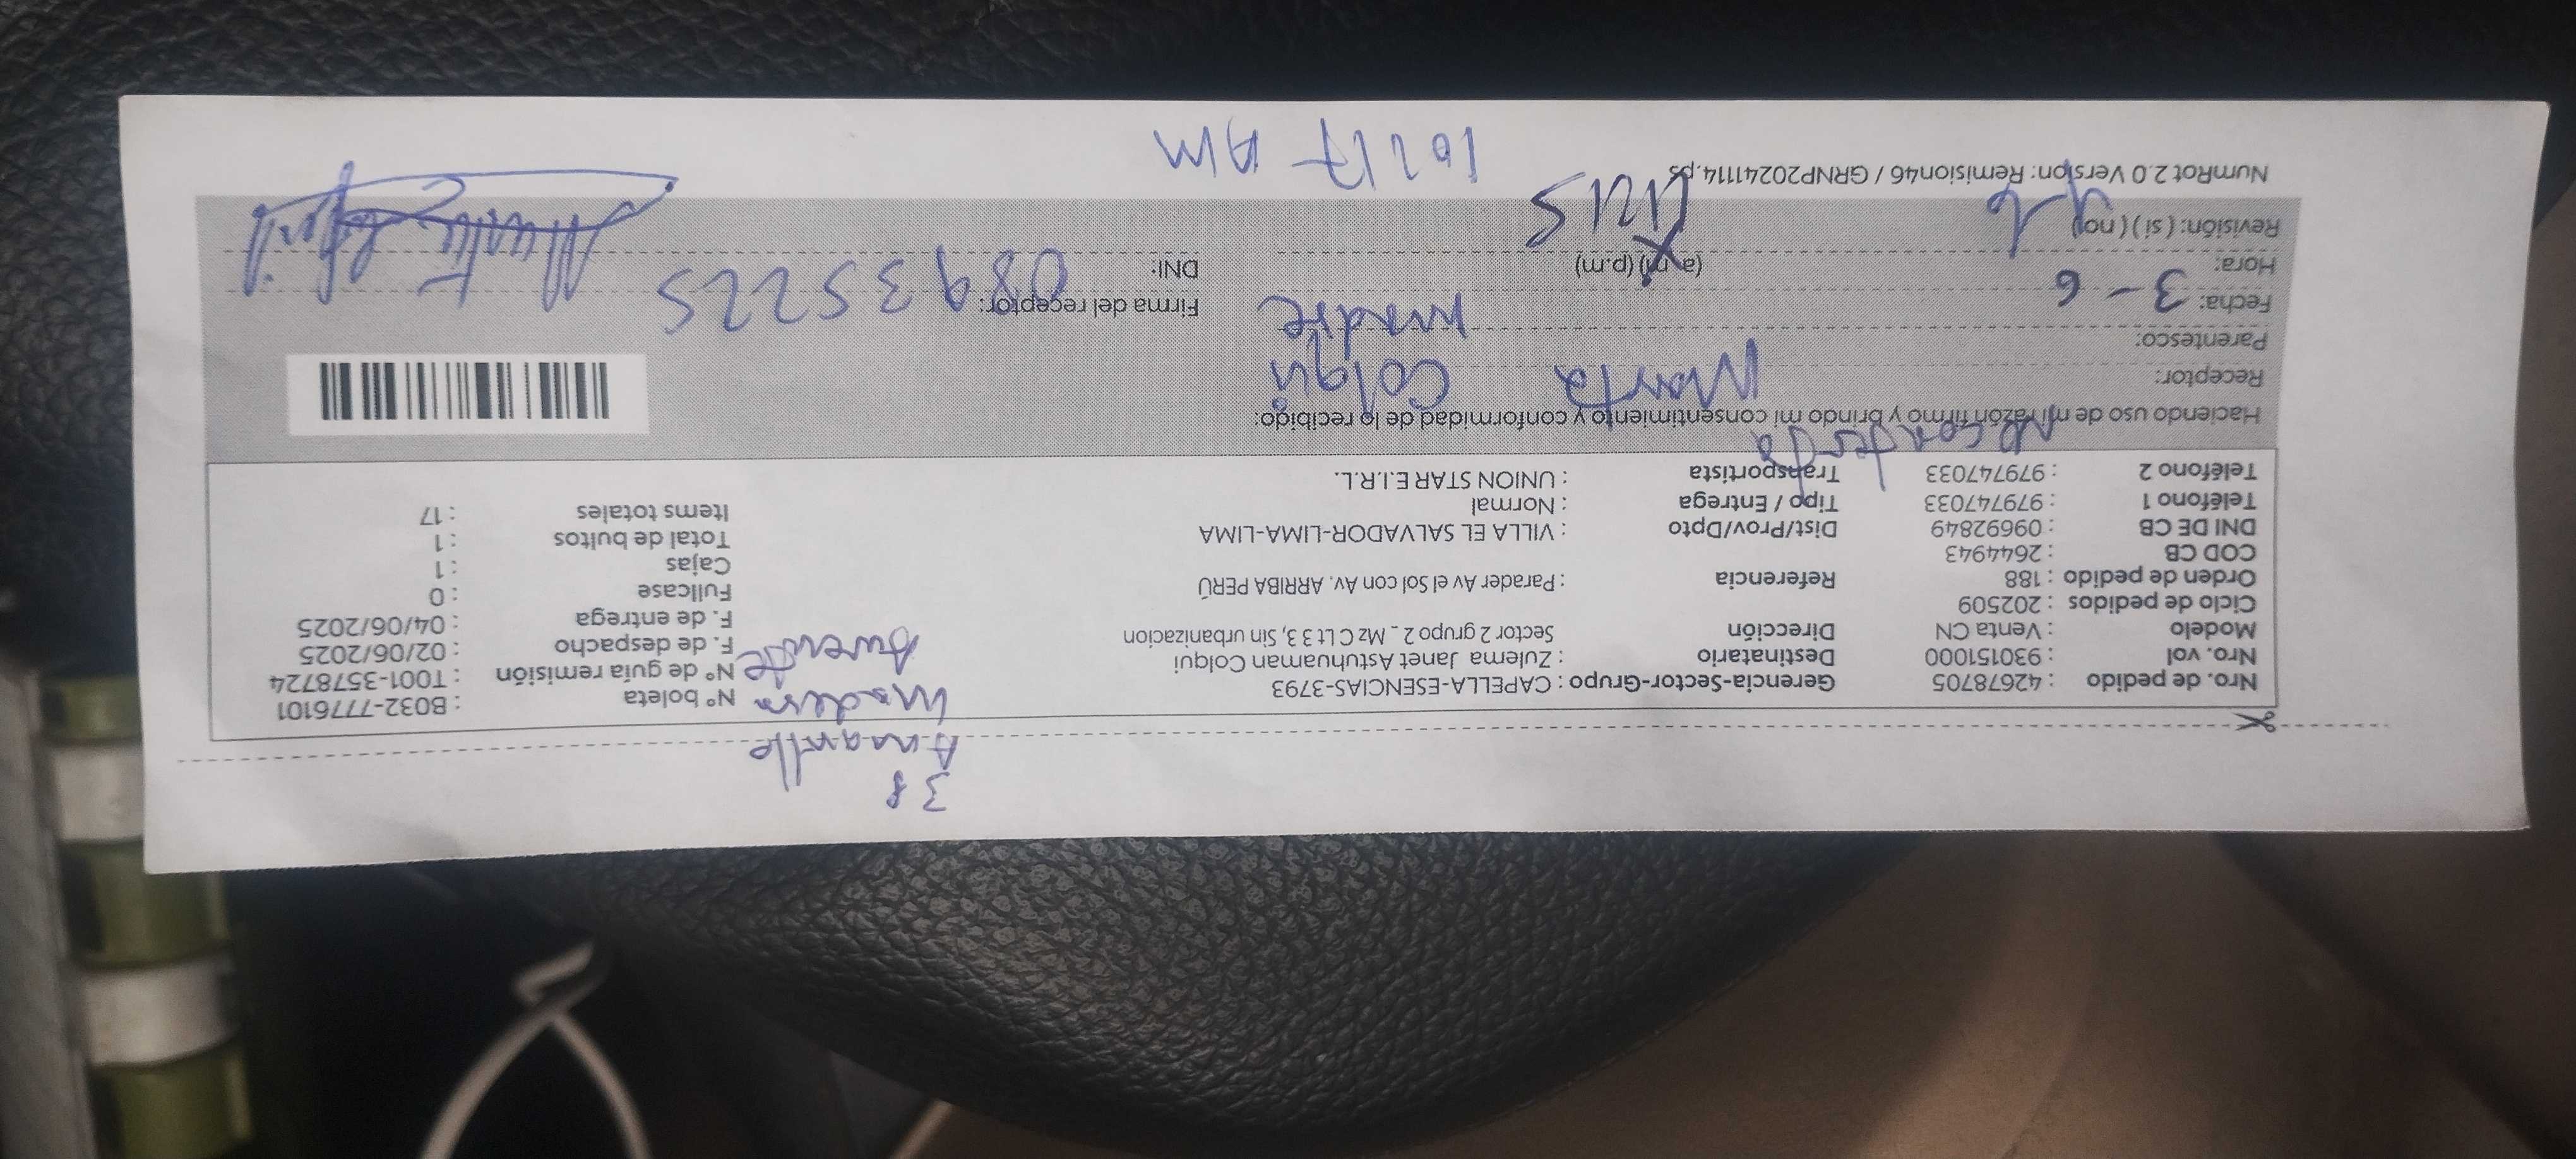 3 P
Amarillo
Madera
Nro. de pedido : 42678705 Gerencia-Sector-Grupo : CAPELLA-ESENCIAS-3793 N° boleta : B032-7776101
Nro. vol : 930151000 Destinatario : Zulema Janet Astuhuaman Colqui N° de guía remisión : T001-3578724
Modelo : Venta CN Dirección Sector 2 grupo 2 _ Mz C Lt 3 3, Sin urbanizacion F. de despacho : 02/06/2025
Ciclo de pedidos : 202509 F. de entrega : 04/06/2025
Orden de pedido : 188 Referencia : Parader Av el Sol con Av. ARRIBA PERÚ Fullcase : 0
COD CB : 2644943 Cajas : 1
DNI DE CB : 09692849 Dist/Prov/Dpto : VILLA EL SALVADOR-LIMA-LIMA Total de bultos : 1
Teléfono 1 : 979747033 Tipo / Entrega : Normal Items totales : 17
Teléfono 2 : 979747033 Transportista : UNION STAR E.I.R.L.
No contesta
Haciendo uso de mi razón firmo y brindo mi consentimiento y conformidad de lo recibido:
Receptor: Marta Colqui
Parentesco: madre
Fecha: 3-6 Firma del receptor: 08935225
Hora: (a.m) (p.m) X DNI:
Revisión: ( si ) ( no )
NumRot 2.0 Version: Remision46 / GRNP20241114.ps
10:17 AM